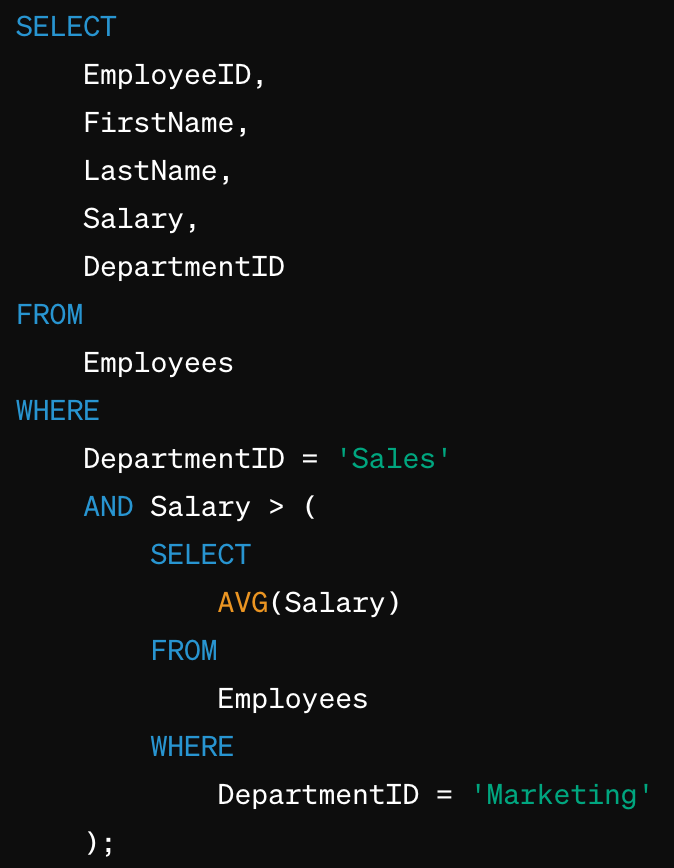 SELECT
    EmployeeID,
    FirstName,
    LastName,
    Salary,
    DepartmentID
FROM
    Employees
WHERE
    DepartmentID = 'Sales'
    AND Salary > (
        SELECT
            AVG(Salary)
        FROM
            Employees
        WHERE
            DepartmentID = 'Marketing'
    );